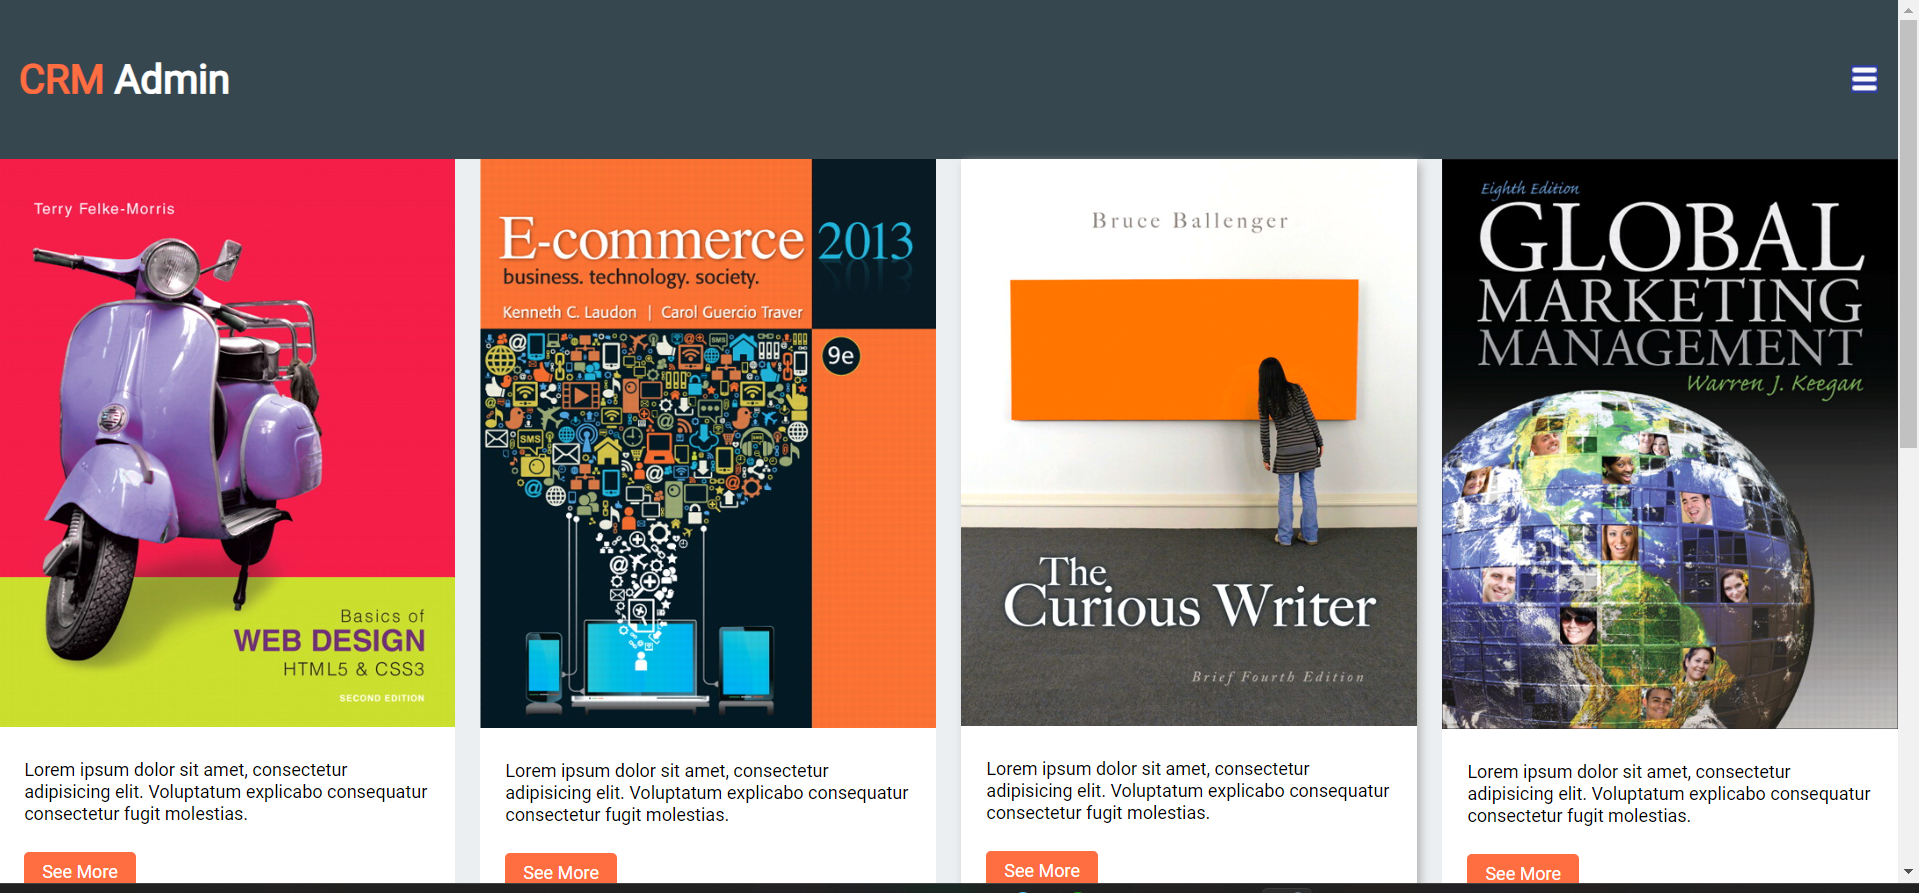 CRM Admin
Terry Felke-Morris
Basics of
WEB DESIGN
HTML5 & CSS3
SECOND EDITION
Lorem ipsum dolor sit amet, consectetur
adipisicing elit. Voluptatum explicabo consequatur
consectetur fugit molestias.
See More
E-commerce 2013
business. technology. society.
Kenneth C. Laudon | Carol Guercio Traver
9e
SMS
SMS
Lorem ipsum dolor sit amet, consectetur
adipisicing elit. Voluptatum explicabo consequatur
consectetur fugit molestias.
See More
Bruce Ballenger
The
Curious Writer
Brief Fourth Edition
Lorem ipsum dolor sit amet, consectetur
adipisicing elit. Voluptatum explicabo consequatur
consectetur fugit molestias.
See More
Eighth Edition
GLOBAL
MARKETING
MANAGEMENT
Warren J. Keegan
Lorem ipsum dolor sit amet, consectetur
adipisicing elit. Voluptatum explicabo consequatur
consectetur fugit molestias.
See More